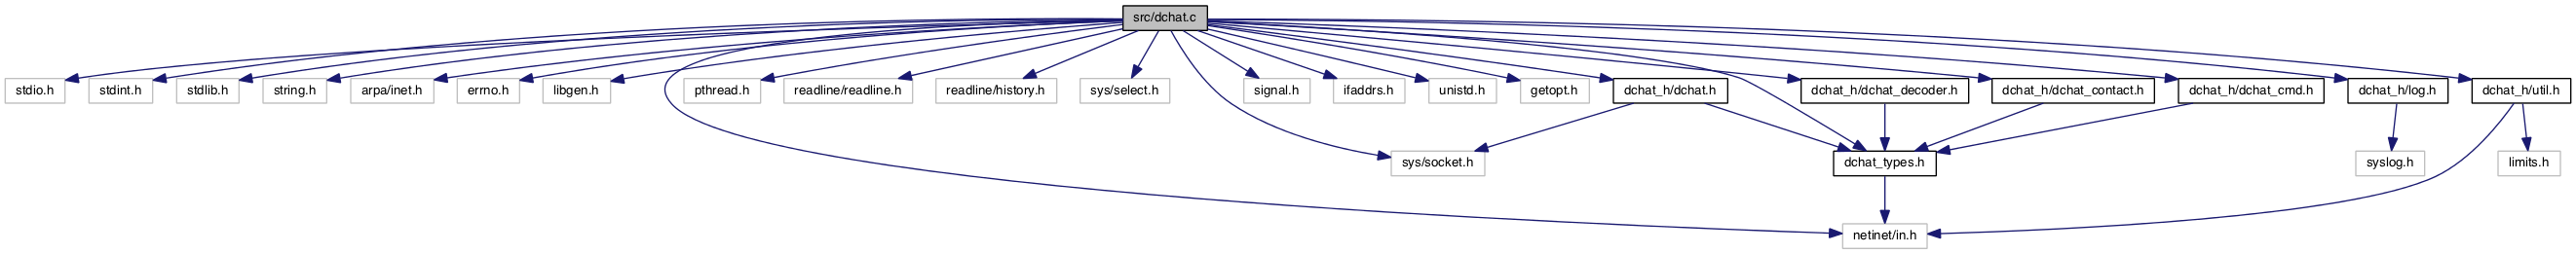 src/dchat.c
stdio.h
stdint.h
stdlib.h
string.h
arpa/inet.h
errno.h
libgen.h
pthread.h
readline/readline.h
readline/history.h
sys/select.h
signal.h
ifaddrs.h
unistd.h
getopt.h
dchat_h/dchat.h
dchat_h/dchat_decoder.h
dchat_h/dchat_contact.h
dchat_h/dchat_cmd.h
dchat_h/log.h
dchat_h/util.h
sys/socket.h
dchat_types.h
syslog.h
limits.h
netinet/in.h